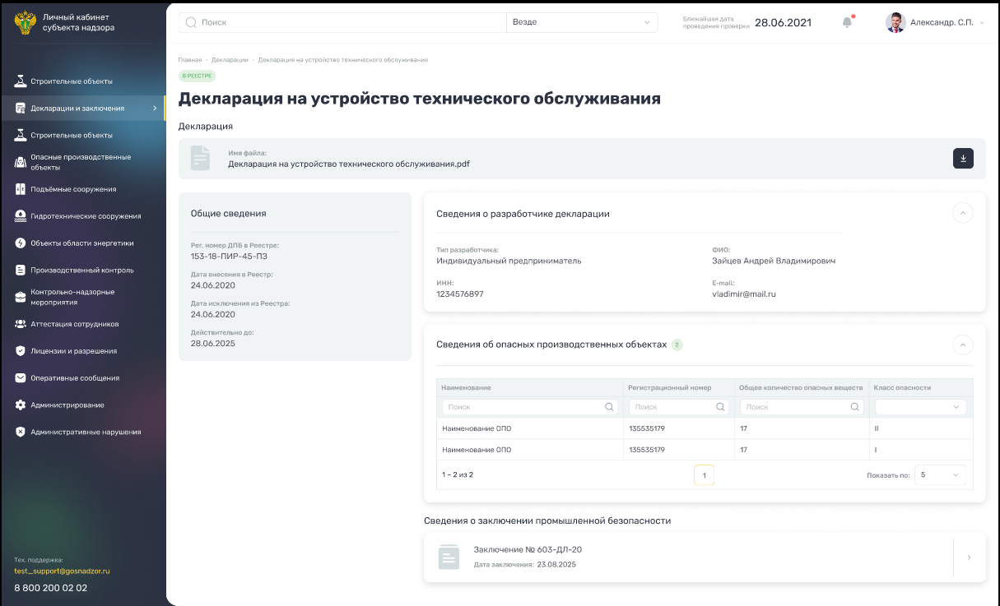 Личный кабинет
субъекта надзора
Поиск
Везде
Ближайшая дата
проведения проверки
28.06.2021
Александр. С.П.
Строительные объекты
Декларации и заключения
Строительные объекты
Опасные производственные
объекты
Подъёмные сооружения
Гидротехнические сооружения
Объекты области энергетики
Производственный контроль
Контрольно-надзорные
мероприятия
Аттестация сотрудников
Лицензии и разрешения
Оперативные сообщения
Администрирование
Административные нарушения
Тех. поддержка:
test_support@gosnadzor.ru
8 800 200 02 02
Главная - Декларации - Декларация на устройство технического обслуживания
В РЕЕСТРЕ
Декларация на устройство технического обслуживания
Декларация
Имя файла:
Декларация на устройство технического обслуживания.pdf
Общие сведения
Рег. номер ДПБ в Реестре:
153-18-ПИР-45-ПЗ
Дата внесения в Реестр:
24.06.2020
Дата исключения из Реестра:
24.06.2020
Действительно до:
28.06.2025
Сведения о разработчике декларации
Тип разработчика:
Индивидуальный предприниматель
ФИО:
Зайцев Андрей Владимирович
ИНН:
1234576897
E-mail:
vladimir@mail.ru
Сведения об опасных производственных объектах 2
Наименование Регистрационный номер Общее количество опасных веществ Класс опасности
Поиск Поиск Поиск
Наименование ОПО 135535179 17 II
Наименование ОПО 135535179 17 I
1 – 2 из 2 1 Показать по: 5
Сведения о заключении промышленной безопасности
Заключение № 603-ДЛ-20
Дата заключения: 23.08.2025